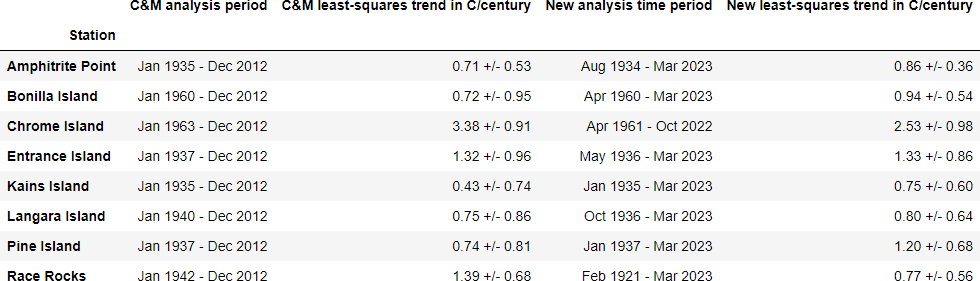 C&M analysis period C&M least-squares trend in C/century New analysis time period New least-squares trend in C/century
Station
Amphitrite Point Jan 1935 - Dec 2012 0.71 +/- 0.53 Aug 1934 - Mar 2023 0.86 +/- 0.36
Bonilla Island Jan 1960 - Dec 2012 0.72 +/- 0.95 Apr 1960 - Mar 2023 0.94 +/- 0.54
Chrome Island Jan 1963 - Dec 2012 3.38 +/- 0.91 Apr 1961 - Oct 2022 2.53 +/- 0.98
Entrance Island Jan 1937 - Dec 2012 1.32 +/- 0.96 May 1936 - Mar 2023 1.33 +/- 0.86
Kains Island Jan 1935 - Dec 2012 0.43 +/- 0.74 Jan 1935 - Mar 2023 0.75 +/- 0.60
Langara Island Jan 1940 - Dec 2012 0.75 +/- 0.86 Oct 1936 - Mar 2023 0.80 +/- 0.64
Pine Island Jan 1937 - Dec 2012 0.74 +/- 0.81 Jan 1937 - Mar 2023 1.20 +/- 0.68
Race Rocks Jan 1942 - Dec 2012 1.39 +/- 0.68 Feb 1921 - Mar 2023 0.77 +/- 0.56